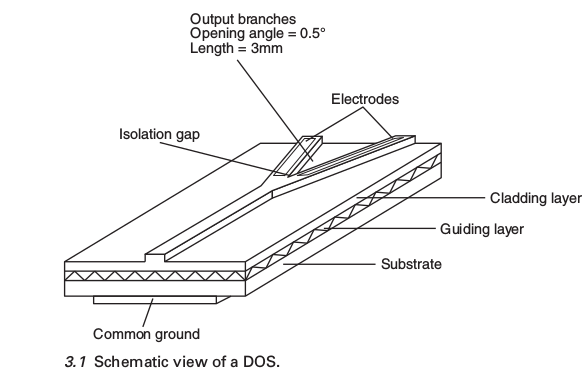 Output branches
Opening angle = 0.5°
Length = 3mm
Electrodes
Isolation gap
Cladding layer
Guiding layer
Substrate
Common ground
3.1 Schematic view of a DOS.